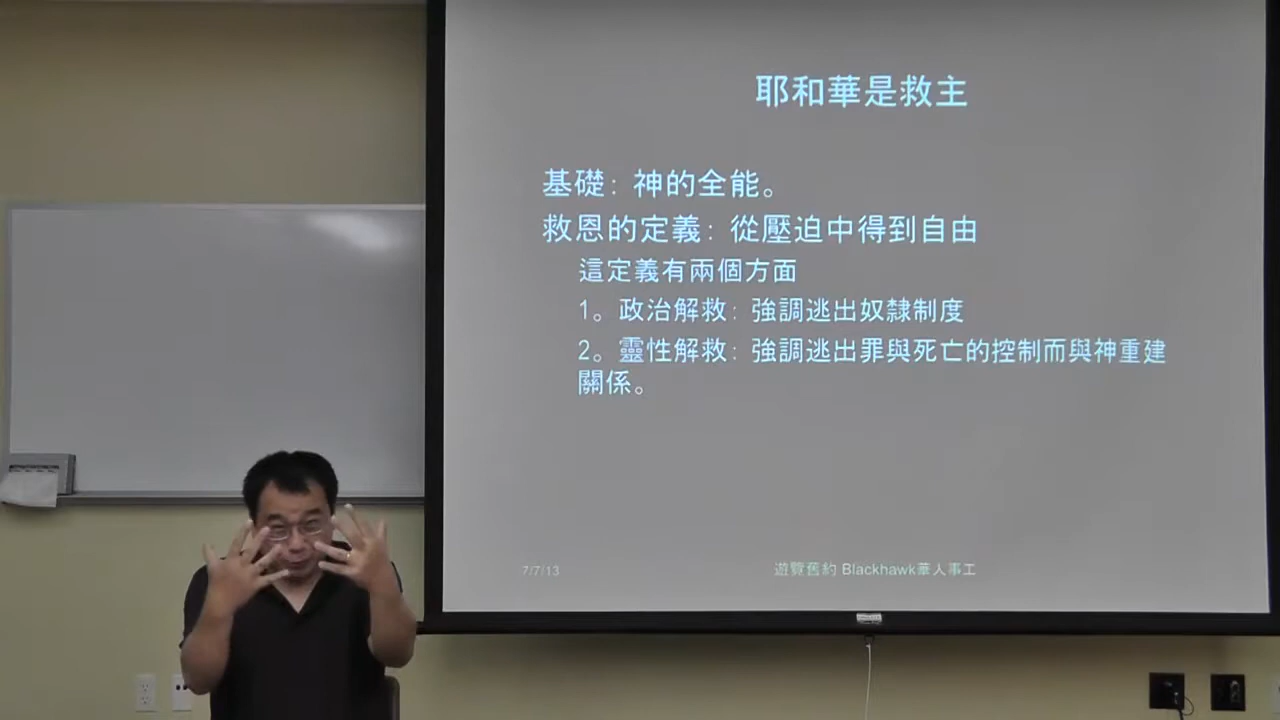 耶和華是救主
基礎: 神的全能。
救恩的定義: 從壓迫中得到自由
這定義有兩個方面
1。政治解救: 強調逃出奴隸制度
2。靈性解救: 強調逃出罪與死亡的控制而與神重建
關係。
7/7/13
遊覽舊約 Blackhawk華人事工